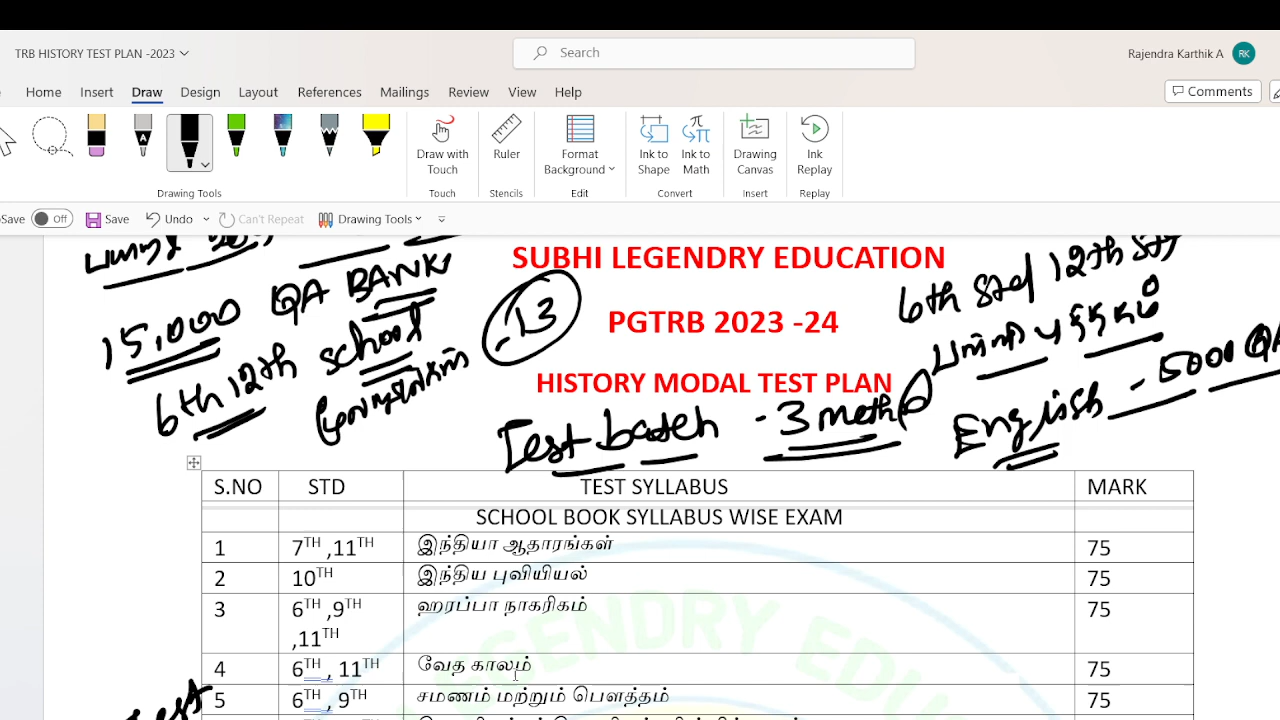 TRB HISTORY TEST PLAN -2023
Search
Rajendra Karthik A RK
Home Insert Draw Design Layout References Mailings Review View Help
Comments
Draw with Touch
Ruler
Format Background
Ink to Shape
Ink to Math
Drawing Canvas
Ink Replay
Drawing Tools Touch Stencils Edit Convert Insert Replay
Save Off Save Undo Can't Repeat Drawing Tools
SUBHI LEGENDRY EDUCATION
PGTRB 2023 -24
HISTORY MODAL TEST PLAN
15,000 QA BANK
6th 12th school
13
6th Std 12th Std
English - 5000 QA
Test batch - 3 meth
S.NO STD TEST SYLLABUS MARK
SCHOOL BOOK SYLLABUS WISE EXAM
1 7TH ,11TH இந்தியா ஆதாரங்கள் 75
2 10TH இந்திய புவியியல் 75
3 6TH ,9TH ,11TH ஹரப்பா நாகரிகம் 75
4 6TH , 11TH வேத காலம் 75
5 6TH , 9TH சமணம் மற்றும் பௌத்தம் 75
Test